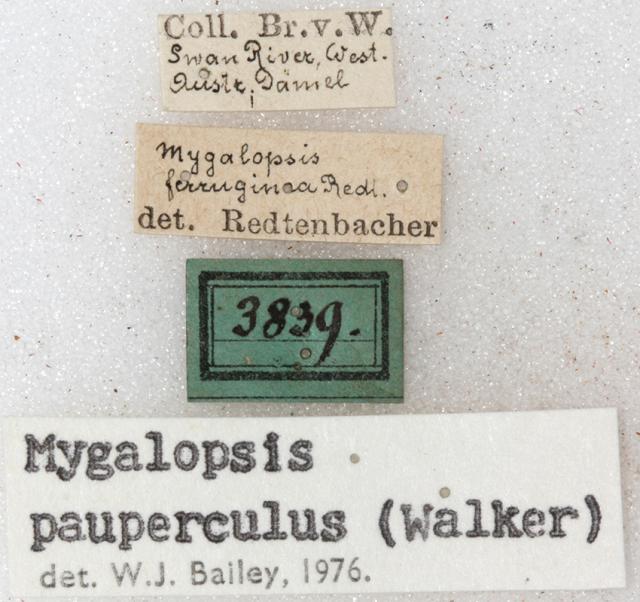 Coll. Br.v.W.
Swan River, West.
Austr, Dämel
Mygalopsis
ferruginea Redt.
det. Redtenbacher
3839.
Mygalopsis
pauperculus (Walker)
det. W.J. Bailey, 1976.